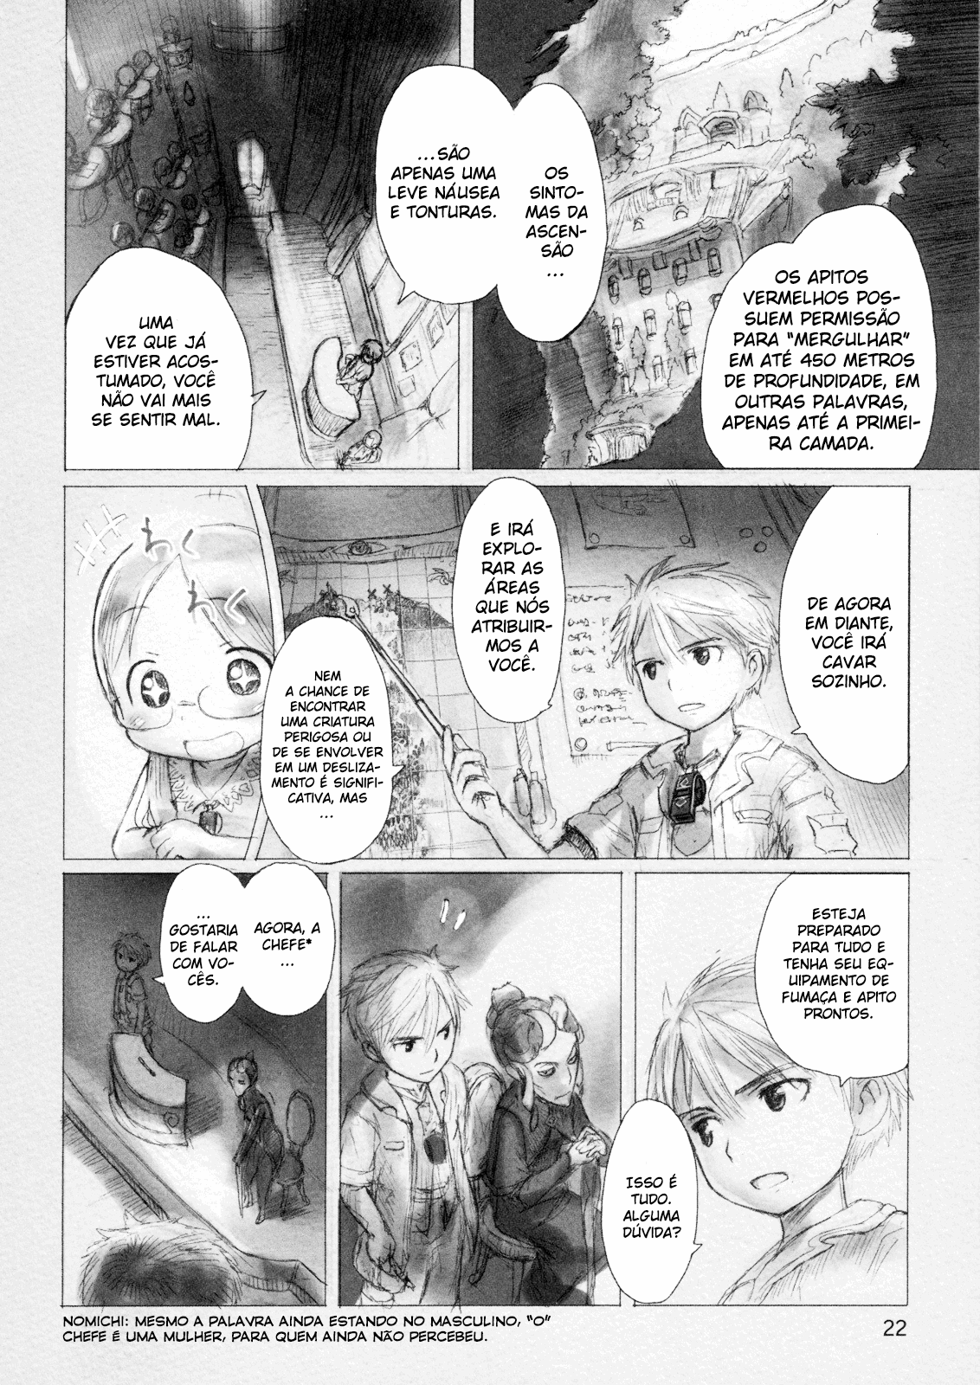 OS APITOS
VERMELHOS POS-
SUEM PERMISSÃO
PARA "MERGULHAR"
EM ATÉ 450 METROS
DE PROFUNDIDADE, EM
OUTRAS PALAVRAS,
APENAS ATÉ A PRIMEI-
RA CAMADA.
OS
SINTO-
MAS DA
ASCEN-
SÃO
...
...SÃO
APENAS UMA
LEVE NÁUSEA
E TONTURAS.
UMA
VEZ QUE JÁ
ESTIVER ACOS-
TUMADO, VOCÊ
NÃO VAI MAIS
SE SENTIR MAL.
DE AGORA
EM DIANTE,
VOCÊ IRÁ
CAVAR
SOZINHO.
E IRÁ
EXPLO-
RAR AS
ÁREAS
QUE NÓS
ATRIBUIR-
MOS A
VOCÊ.
NEM
A CHANCE DE
ENCONTRAR
UMA CRIATURA
PERIGOSA OU
DE SE ENVOLVER
EM UM DESLIZA-
MENTO É SIGNIFI-
CATIVA, MAS
...
わく
わく
ESTEJA
PREPARADO
PARA TUDO E
TENHA SEU EQ-
UIPAMENTO DE
FUMAÇA E APITO
PRONTOS.
ISSO É
TUDO.
ALGUMA
DÚVIDA?
AGORA, A
CHEFE*
...
...
GOSTARIA
DE FALAR
COM VO-
CÊS.
NOMICHI: MESMO A PALAVRA AINDA ESTANDO NO MASCULINO, "O"
CHEFE É UMA MULHER, PARA QUEM AINDA NÃO PERCEBEU.
22